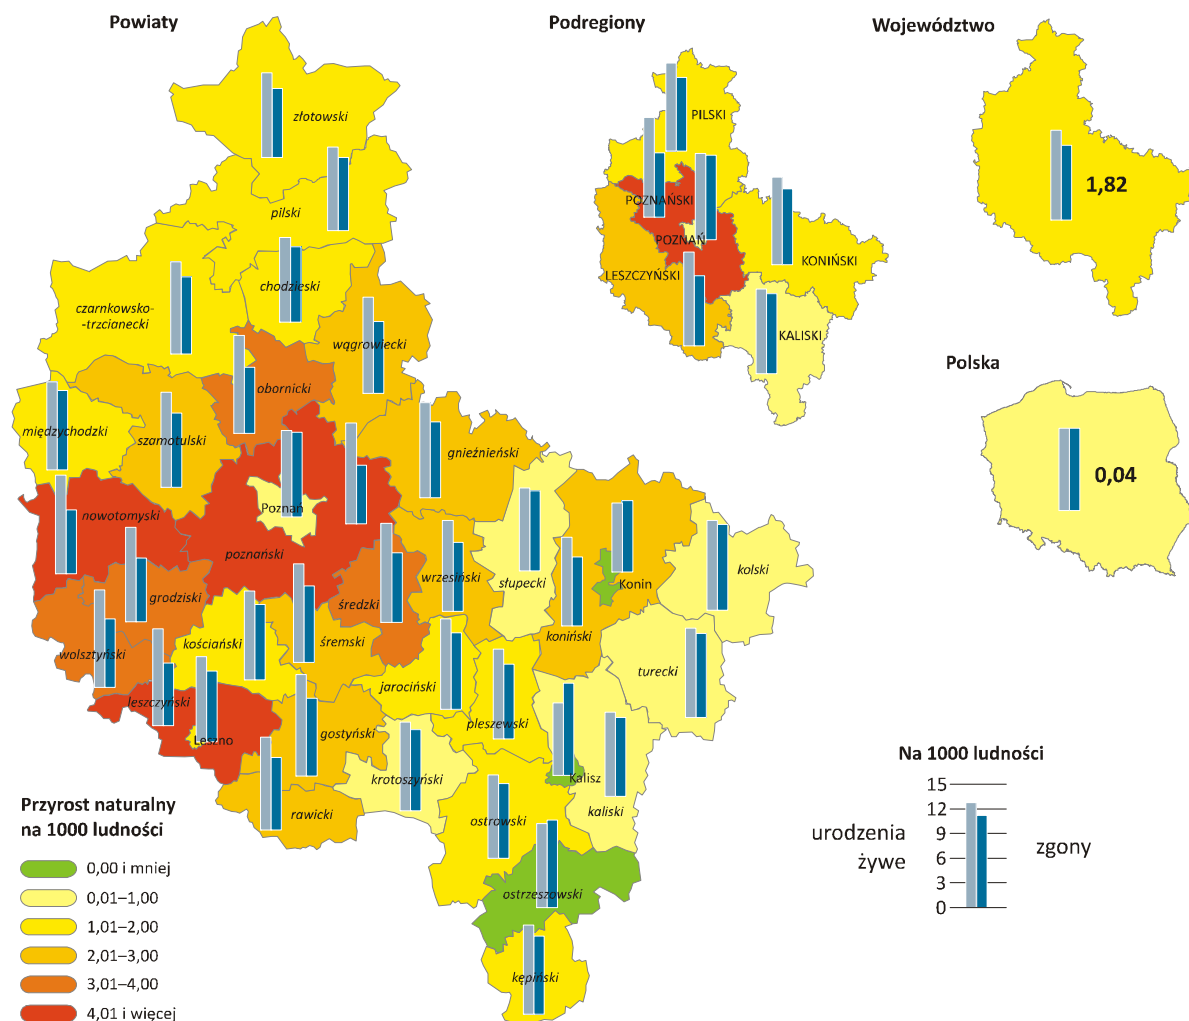 Powiaty
Podregiony
Województwo
złotowski
PILSKI
1,82
POZNAŃSKI
pilski
POZNAŃ
KONIŃSKI
LESZCZYŃSKI
chodzieski
czarnkowsko-
-trzcianecki
KALISKI
wągrowiecki
Polska
obornicki
międzychodzki
szamotulski
gnieźnieński
0,04
Poznań
nowotomyski
poznański
kolski
wrzesiński
słupecki
Konin
grodziski
średzki
koniński
kościański
śremski
wolsztyński
turecki
jarociński
leszczyński
pleszewski
gostyński
Leszno
Na 1000 ludności
Kalisz
krotoszyński
15
Przyrost naturalny
na 1000 ludności
rawicki
ostrowski
kaliski
12
urodzenia
żywe
9
zgony
6
0,00 i mniej
3
0,01–1,00
ostrzeszowski
0
1,01–2,00
2,01–3,00
3,01–4,00
kępiński
4,01 i więcej